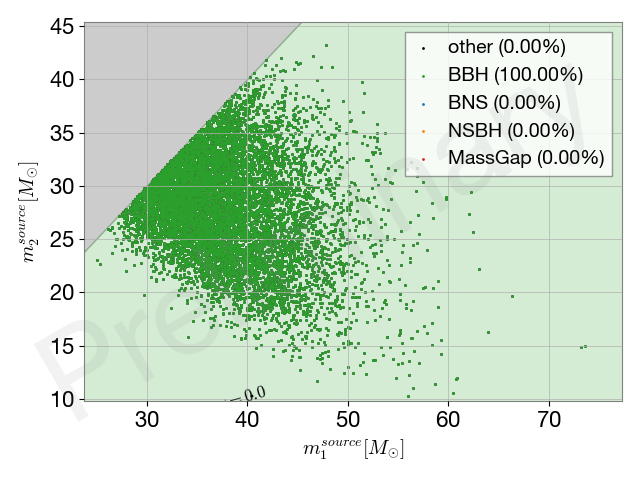 45
40
35
30
25
20
15
10
30
40
50
60
70
m_2^{source}[M_⊙]
m_1^{source}[M_⊙]
other (0.00%)
BBH (100.00%)
BNS (0.00%)
NSBH (0.00%)
MassGap (0.00%)
0.0
Preliminary